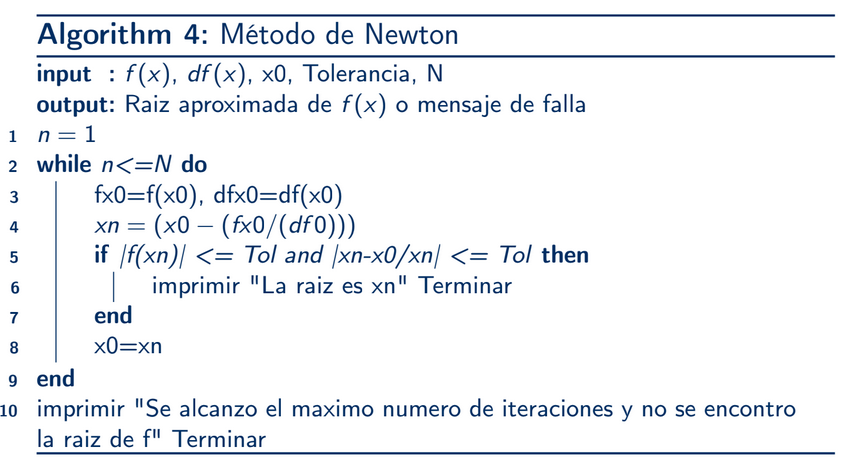 Algorithm 4: Método de Newton
input : f(x), df(x), x0, Tolerancia, N
output: Raiz aproximada de f(x) o mensaje de falla
1 n = 1
2 while n<=N do
3 fx0=f(x0), dfx0=df(x0)
4 xn = (x0 − (fx0/(df0)))
5 if |f(xn)| <= Tol and |xn-x0/xn| <= Tol then
6 imprimir "La raiz es xn" Terminar
7 end
8 x0=xn
9 end
10 imprimir "Se alcanzo el maximo numero de iteraciones y no se encontro
la raiz de f" Terminar